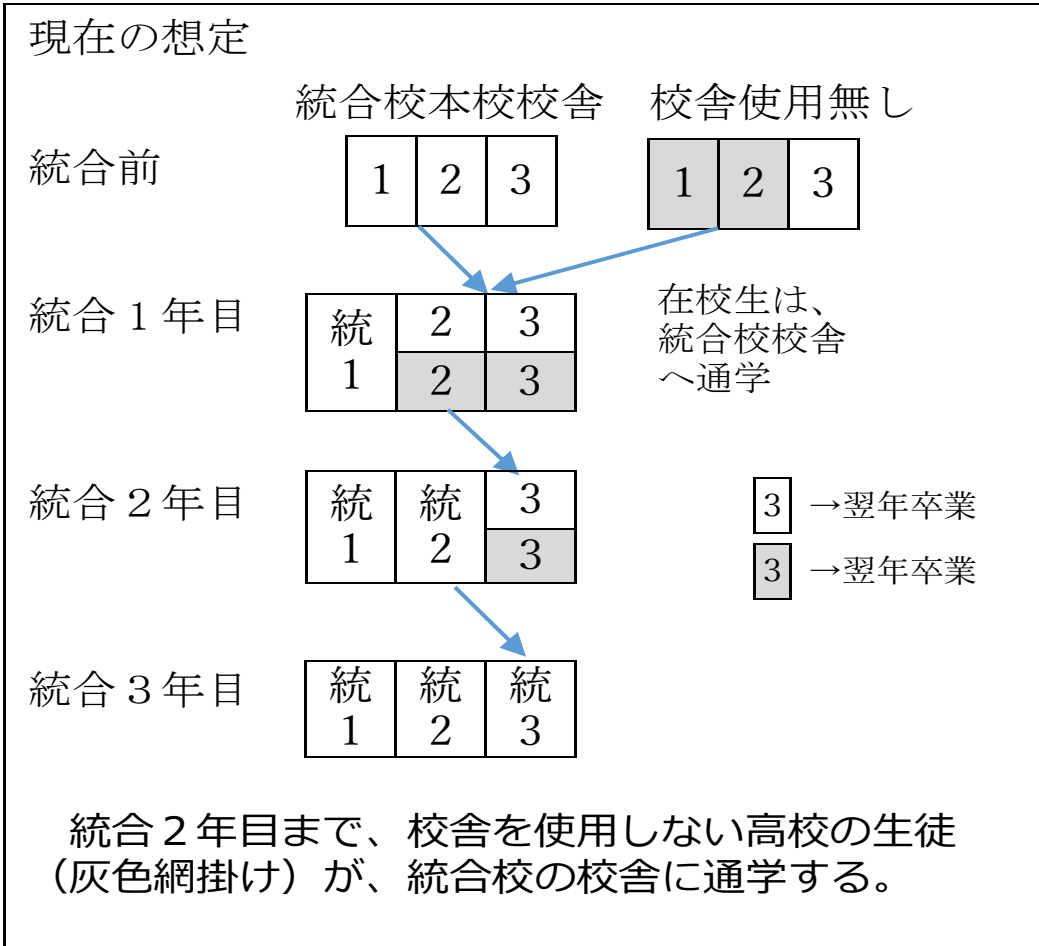 現在の想定
統合校本校校舎 校舎使用無し
統合前
1 2 3 1 2 3
統合１年目
統
1
2 3
2 3
在校生は、
統合校校舎
へ通学
統合２年目
統 統
1 2
3
3
3 →翌年卒業
3 →翌年卒業
統合３年目
統 統 統
1 2 3
統合２年目まで、校舎を使用しない高校の生徒
（灰色網掛け）が、統合校の校舎に通学する。